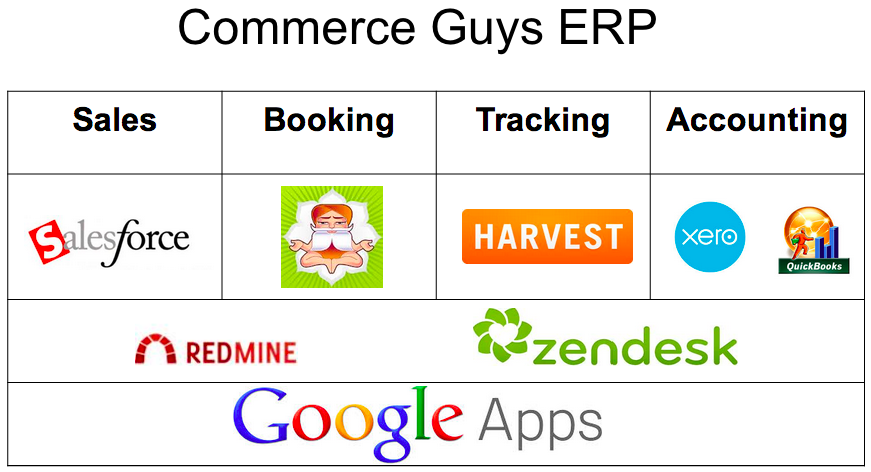 Commerce Guys ERP
Sales Booking Tracking Accounting
Salesforce HARVEST xero QuickBooks
REDMINE zendesk
Google Apps